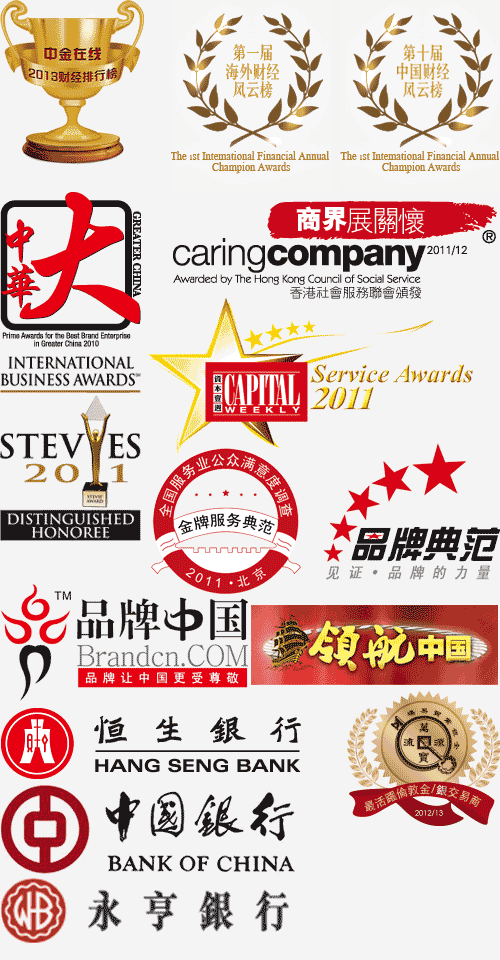 中金在线
2013财经排行榜
第一届
海外财经
风云榜
The 1st International Financial Annual
Champion Awards
第十届
中国财经
风云榜
The 1st International Financial Annual
Champion Awards
大
中華
GREATER CHINA
Prime Awards for the Best Brand Enterprise
in Greater China 2010
商界展關懷
caringcompany 2011/12
®
Awarded by The Hong Kong Council of Social Service
香港社會服務聯會頒發
INTERNATIONAL
BUSINESS AWARDS
STEVIES
2011
STEVIE
AWARD
DISTINGUISHED
HONOREE
資本壹週
CAPITAL
WEEKLY
Service Awards
2011
全国服务业公众满意度调查
金牌服务典范
2011·北京
品牌典范
见证·品牌的力量
TM
品牌中国
Brandcn.COM
品牌让中国更受尊敬
领航中国
恒生銀行
HANG SENG BANK
萬
流 源
寶
最活躍倫敦金/銀交易商
2012/13
中國銀行
BANK OF CHINA
WHB
永亨銀行